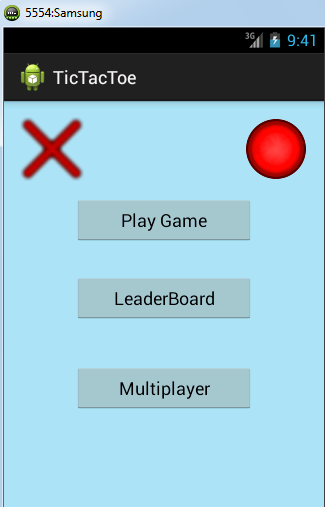 5554:Samsung
3G 9:41
TicTacToe
Play Game
LeaderBoard
Multiplayer